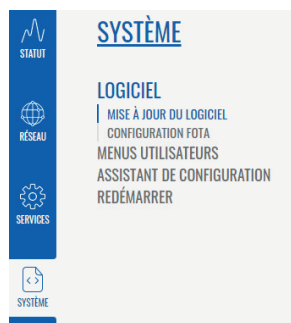 STATUT
RÉSEAU
SERVICES
SYSTÈME
SYSTÈME
LOGICIEL
MISE À JOUR DU LOGICIEL
CONFIGURATION FOTA
MENUS UTILISATEURS
ASSISTANT DE CONFIGURATION
REDÉMARRER